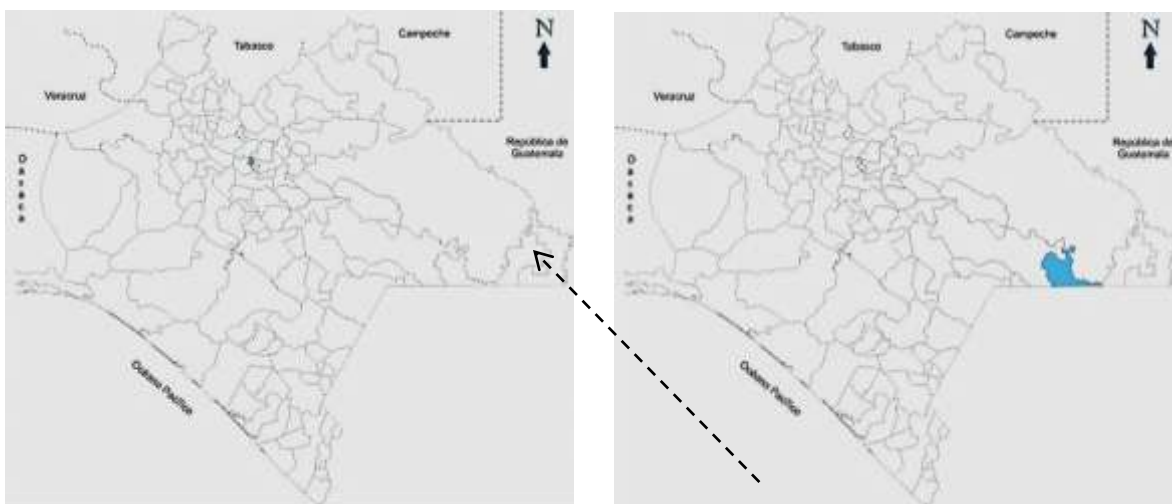 N
Tabasco
Campeche
Veracruz
República de
Guatemala
Oaxaca
Océano Pacífico
N
Tabasco
Campeche
Veracruz
República de
Guatemala
Oaxaca
Océano Pacífico